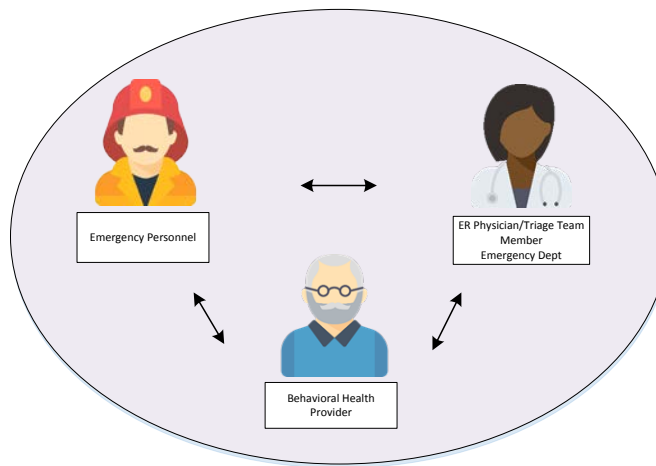 Emergency Personnel
ER Physician/Triage Team
Member
Emergency Dept
Behavioral Health
Provider